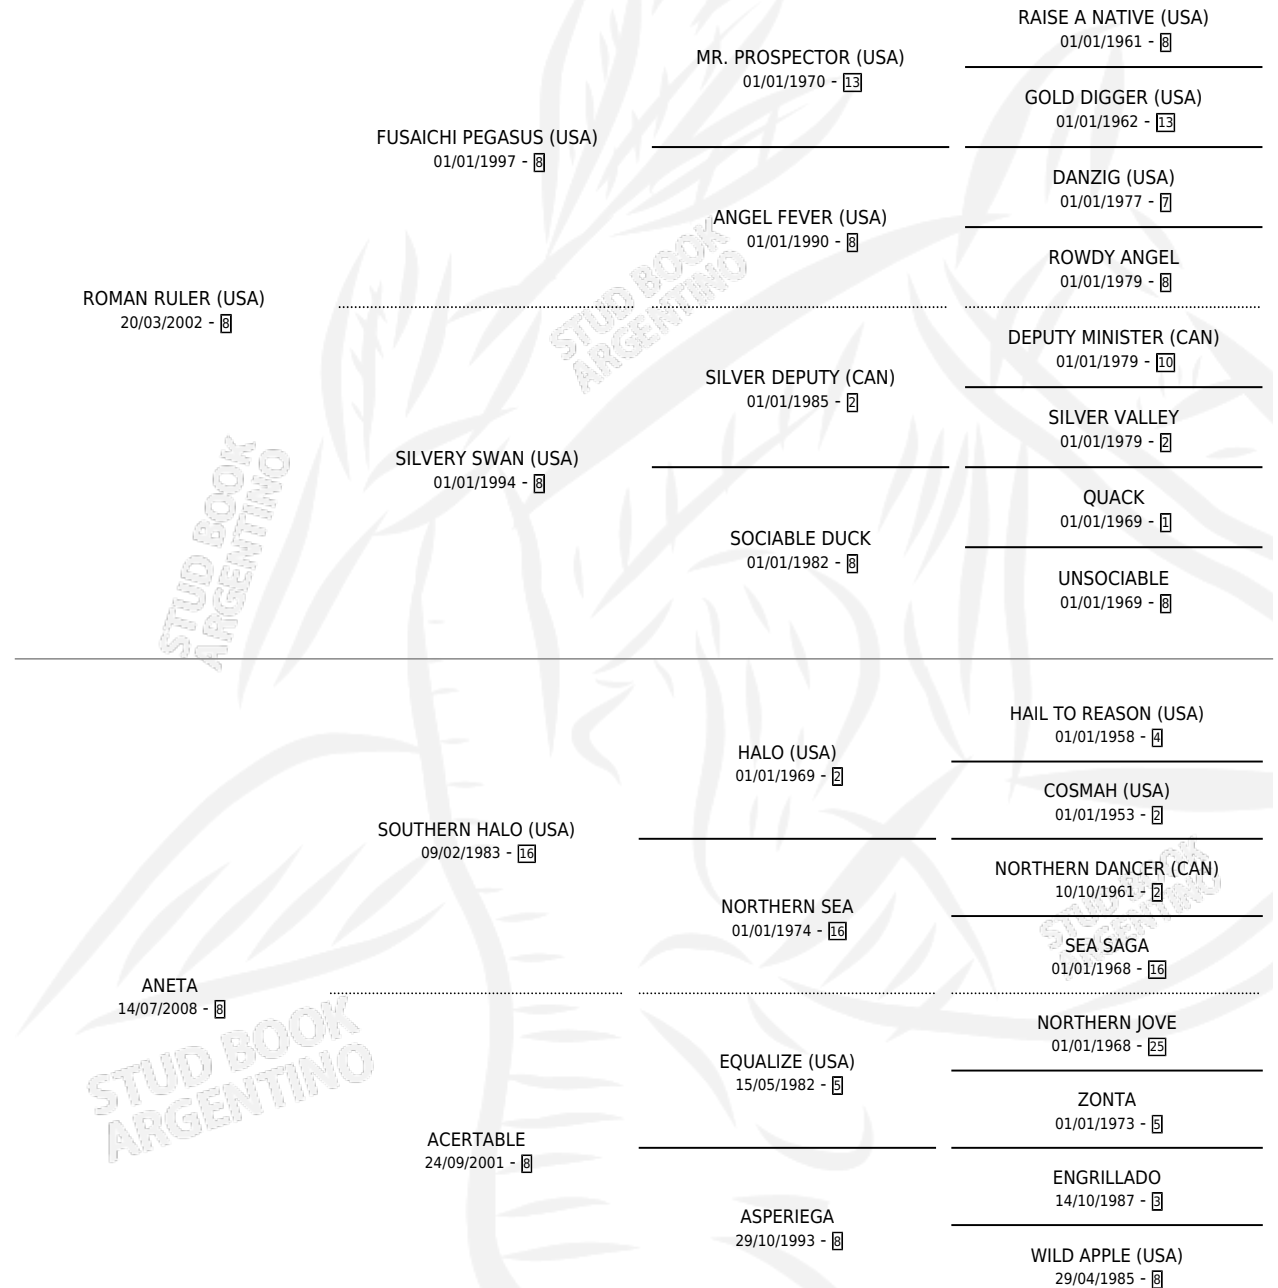 RAISE A NATIVE (USA)
01/01/1961 - 8
MR. PROSPECTOR (USA)
01/01/1970 - 13
GOLD DIGGER (USA)
01/01/1962 - 13
FUSAICHI PEGASUS (USA)
01/01/1997 - 8
DANZIG (USA)
01/01/1977 - 7
ANGEL FEVER (USA)
01/01/1990 - 8
ROWDY ANGEL
01/01/1979 - 8
ROMAN RULER (USA)
20/03/2002 - 8
STUD BOOK
ARGENTINO
DEPUTY MINISTER (CAN)
01/01/1979 - 10
SILVER DEPUTY (CAN)
01/01/1985 - 2
SILVER VALLEY
01/01/1979 - 2
SILVERY SWAN (USA)
01/01/1994 - 8
QUACK
01/01/1969 - 1
SOCIABLE DUCK
01/01/1982 - 8
UNSOCIABLE
01/01/1969 - 8
STUD BOOK
ARGENTINO
HAIL TO REASON (USA)
01/01/1958 - 4
HALO (USA)
01/01/1969 - 2
COSMAH (USA)
01/01/1953 - 2
SOUTHERN HALO (USA)
09/02/1983 - 16
NORTHERN DANCER (CAN)
10/10/1961 - 2
NORTHERN SEA
01/01/1974 - 16
STUD BOOK
ARGENTINO
SEA SAGA
01/01/1968 - 16
ANETA
14/07/2008 - 8
STUD BOOK
ARGENTINO
NORTHERN JOVE
01/01/1968 - 25
EQUALIZE (USA)
15/05/1982 - 5
ZONTA
01/01/1973 - 5
ACERTABLE
24/09/2001 - 8
ENGRILLADO
14/10/1987 - 3
ASPERIEGA
29/10/1993 - 8
WILD APPLE (USA)
29/04/1985 - 8